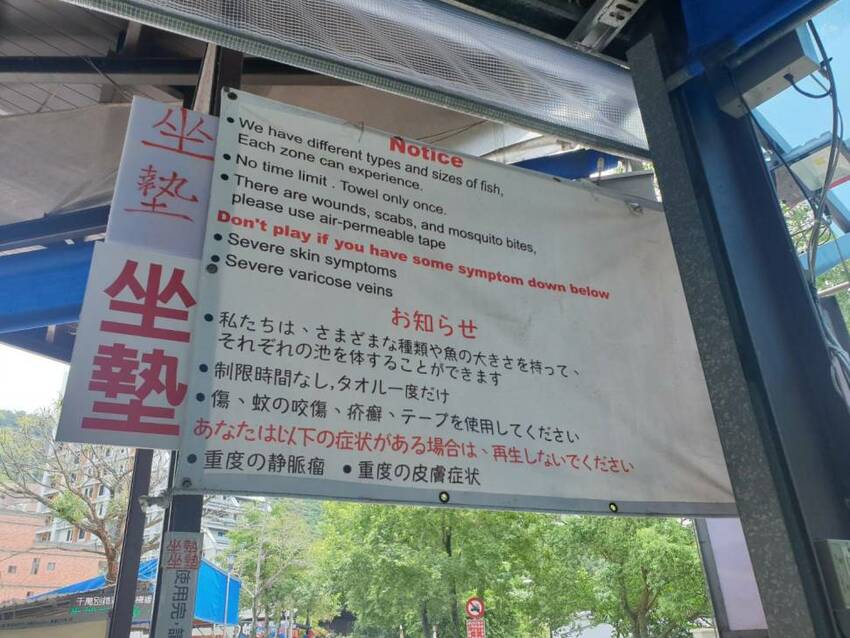 坐墊
坐墊
Notice
• We have different types and sizes of fish,
Each zone can experience.
• No time limit . Towel only once.
• There are wounds, scabs, and mosquito bites,
please use air-permeable tape
Don't play if you have some symptom down below
• Severe skin symptoms
• Severe varicose veins
お知らせ
• 私たちは、さまざまな種類や魚の大きさを持って、
それぞれの池を体することができます
• 制限時間なし,タオル一度だけ
• 傷、蚊の咬傷、疥癬、テープを使用してください
あなたは以下の症状がある場合は、再生しないでください
• 重度の静脈瘤 • 重度の皮膚症状
坐墊
使用完